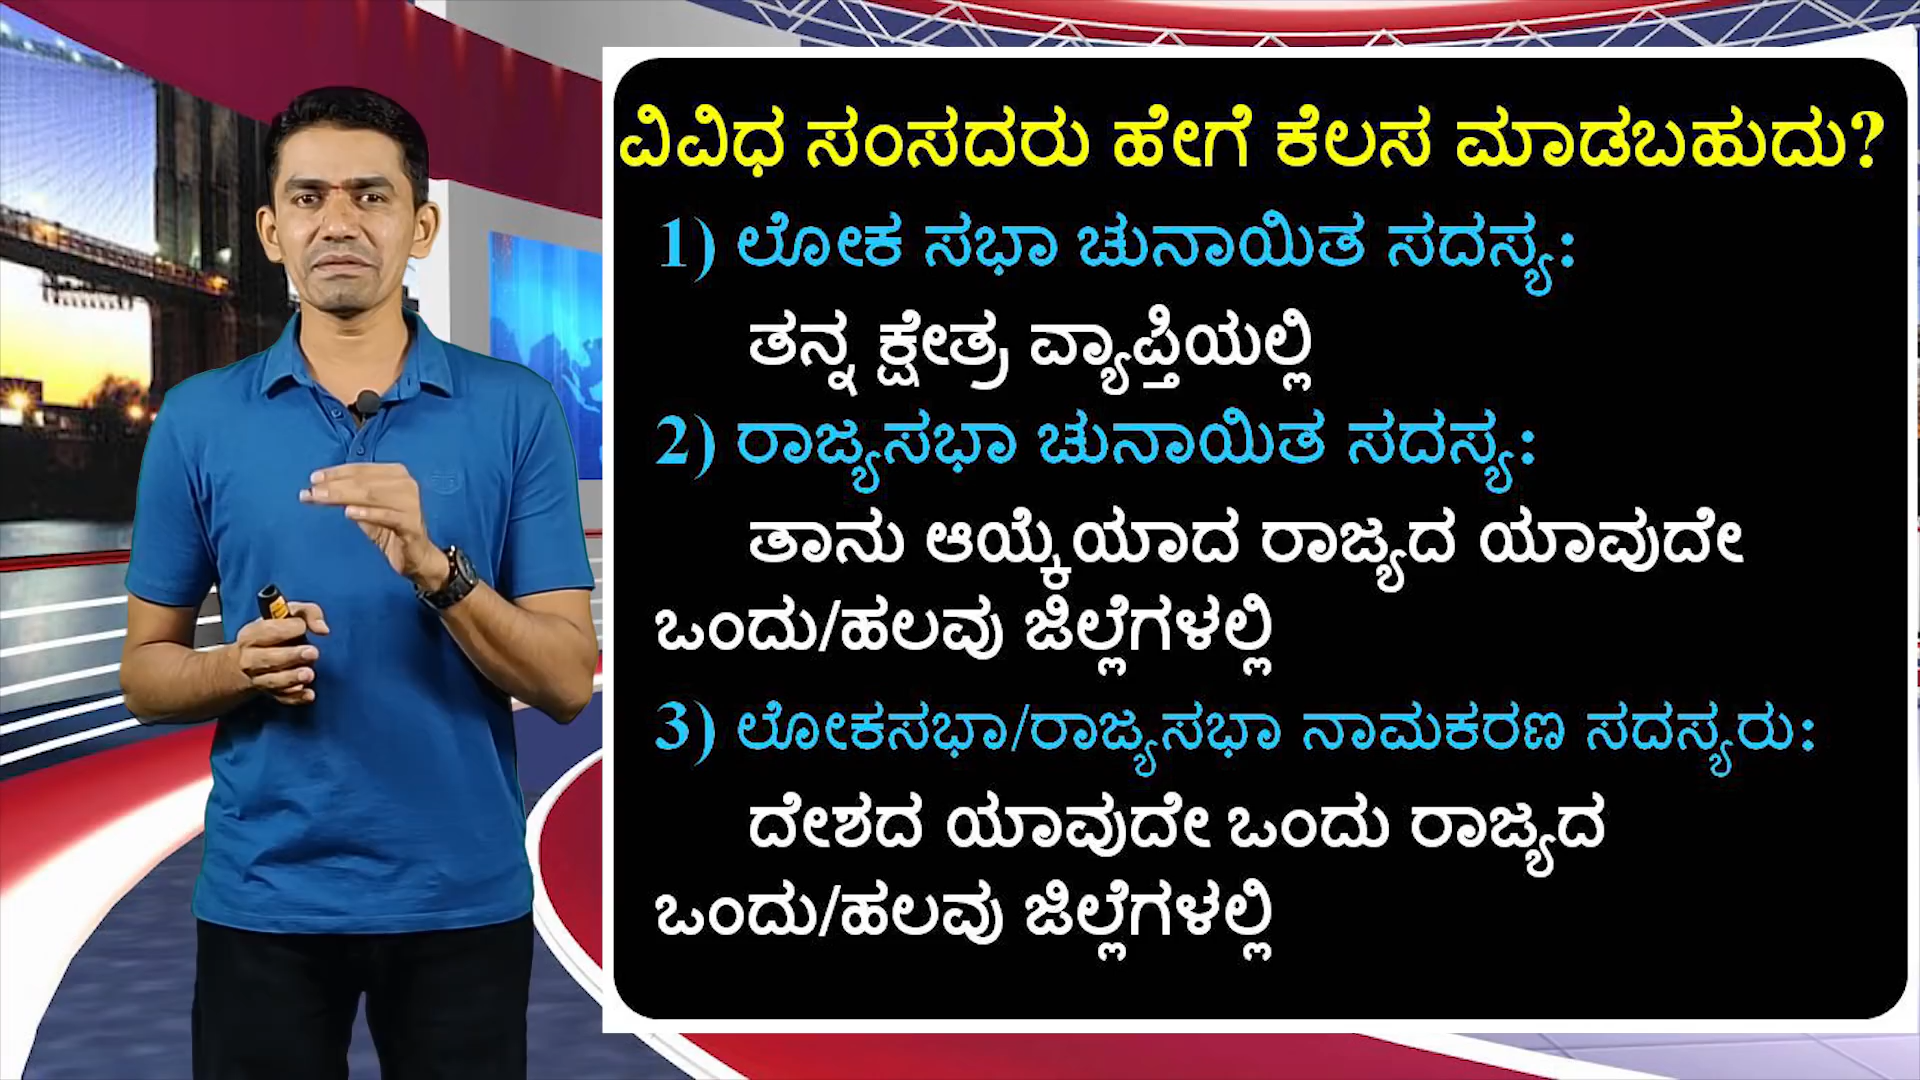 ವಿವಿಧ ಸಂಸದರು ಹೇಗೆ ಕೆಲಸ ಮಾಡಬಹುದು?
1) ಲೋಕ ಸಭಾ ಚುನಾಯಿತ ಸದಸ್ಯ:
ತನ್ನ ಕ್ಷೇತ್ರ ವ್ಯಾಪ್ತಿಯಲ್ಲಿ
2) ರಾಜ್ಯಸಭಾ ಚುನಾಯಿತ ಸದಸ್ಯ:
ತಾನು ಆಯ್ಕೆಯಾದ ರಾಜ್ಯದ ಯಾವುದೇ
ಒಂದು/ಹಲವು ಜಿಲ್ಲೆಗಳಲ್ಲಿ
3) ಲೋಕಸಭಾ/ರಾಜ್ಯಸಭಾ ನಾಮಕರಣ ಸದಸ್ಯರು:
ದೇಶದ ಯಾವುದೇ ಒಂದು ರಾಜ್ಯದ
ಒಂದು/ಹಲವು ಜಿಲ್ಲೆಗಳಲ್ಲಿ